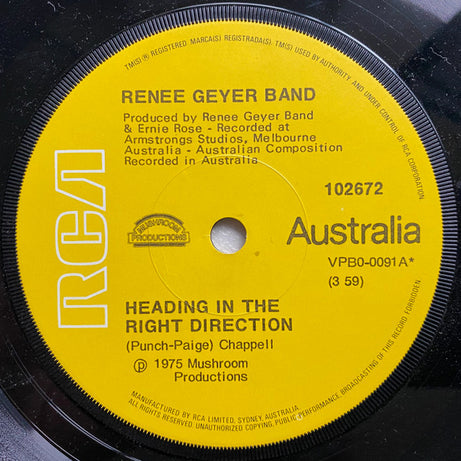 TM(S) ® REGISTERED. MARCA(S) REGISTRADA(S). TM(S) USED BY AUTHORITY AND UNDER CONTROL OF RCA CORPORATION
RENEE GEYER BAND
Produced by Renee Geyer Band
& Ernie Rose - Recorded at
Armstrongs Studios, Melbourne
Australia - Australian Composition
Recorded in Australia
102672
RCA
MUSHROOM
PRODUCTIONS
Australia
VPB0-0091A*
(3 59)
HEADING IN THE
RIGHT DIRECTION
(Punch-Paige) Chappell
℗ 1975 Mushroom
Productions
MANUFACTURED BY RCA LIMITED, SYDNEY, AUSTRALIA
ALL RIGHTS RESERVED. UNAUTHORIZED COPYING, PUBLIC PERFORMANCE, BROADCASTING OF THIS RECORD FORBIDDEN